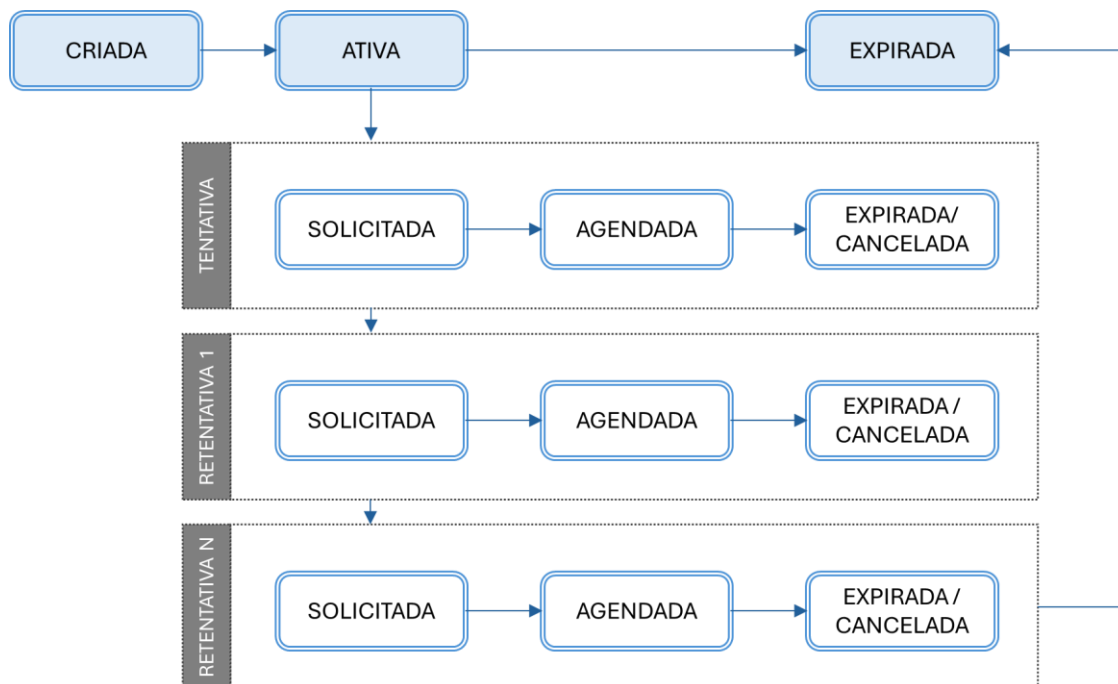 CRIADA
ATIVA
EXPIRADA
TENTATIVA
SOLICITADA
AGENDADA
EXPIRADA/
CANCELADA
RETENTATIVA 1
SOLICITADA
AGENDADA
EXPIRADA /
CANCELADA
RETENTATIVA N
SOLICITADA
AGENDADA
EXPIRADA /
CANCELADA